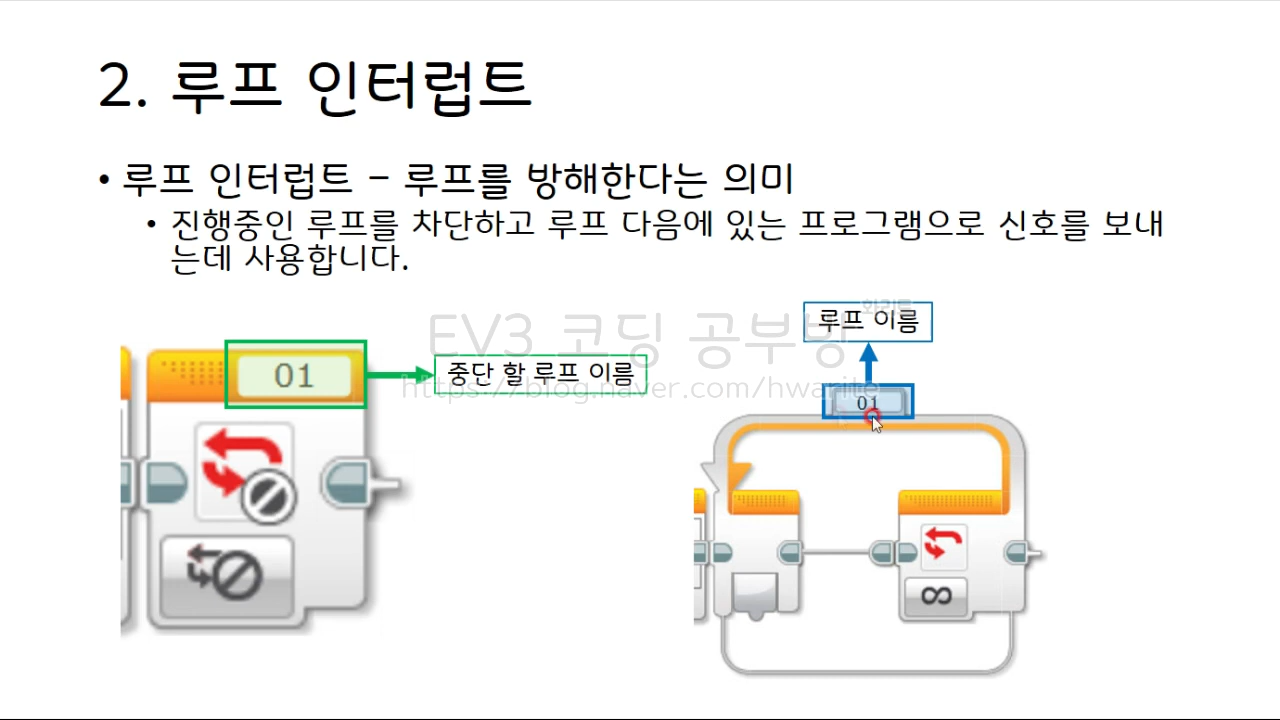 2. 루프 인터럽트
• 루프 인터럽트 - 루프를 방해한다는 의미
• 진행중인 루프를 차단하고 루프 다음에 있는 프로그램으로 신호를 보내
는데 사용합니다.
와리트
루프 이름
EV3 코딩 공부방
01
중단 할 루프 이름
https://blog.naver.com/hwarite
01
∞